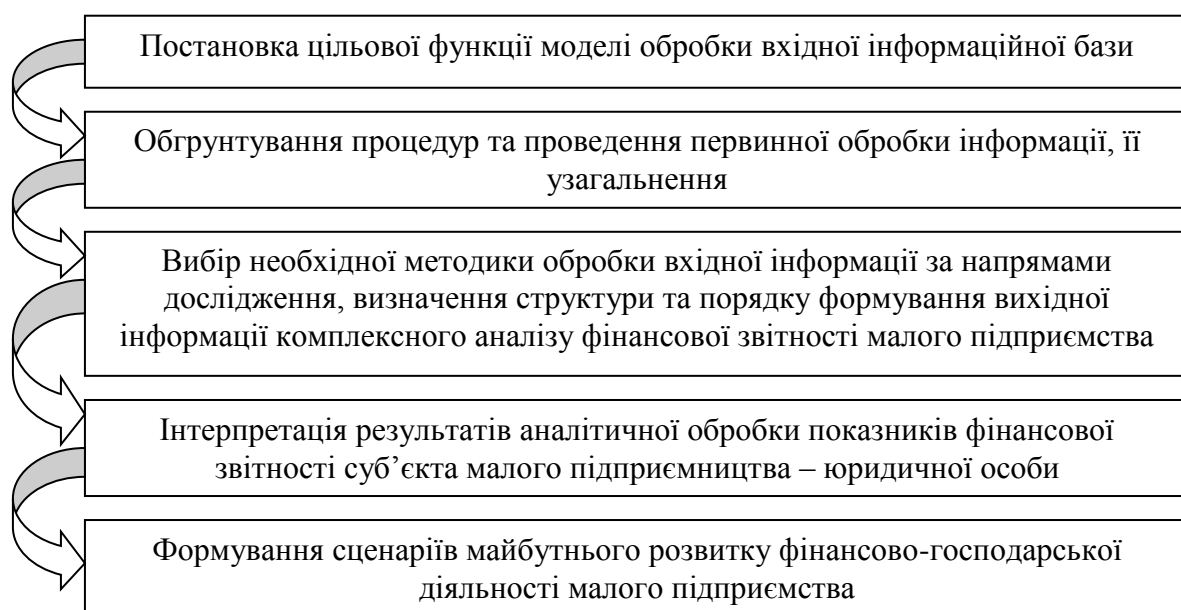 Постановка цільової функції моделі обробки вхідної інформаційної бази
Обгрунтування процедур та проведення первинної обробки інформації, її
узагальнення
Вибір необхідної методики обробки вхідної інформації за напрямами
дослідження, визначення структури та порядку формування вихідної
інформації комплексного аналізу фінансової звітності малого підприємства
Інтерпретація результатів аналітичної обробки показників фінансової
звітності суб’єкта малого підприємництва – юридичної особи
Формування сценаріїв майбутнього розвитку фінансово-господарської
діяльності малого підприємства